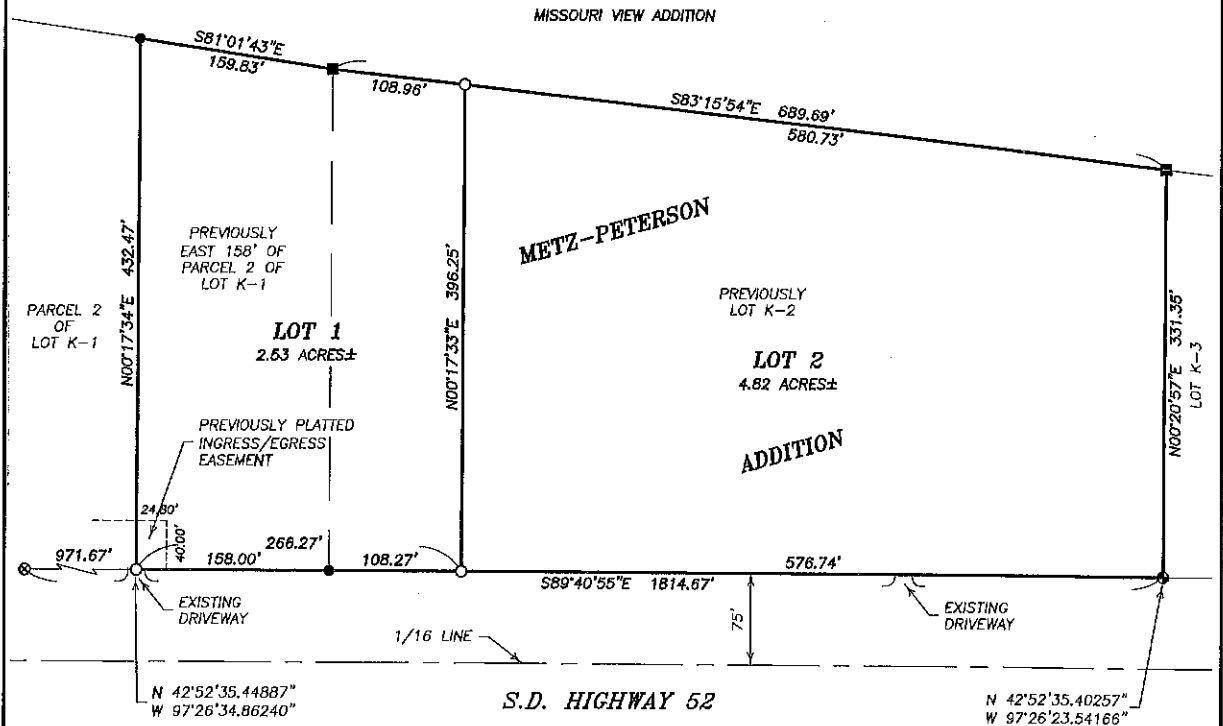 MISSOURI VIEW ADDITION
S81°01'43"E
159.83'
108.96'
S83°15'54"E 689.69'
580.73'
PREVIOUSLY
EAST 158' OF
PARCEL 2 OF
LOT K-1
PARCEL 2
OF
LOT K-1
N00°17'34"E 432.47'
LOT 1
2.53 ACRES±
N00°17'33"E 396.25'
METZ-PETERSON
PREVIOUSLY
LOT K-2
LOT 2
4.82 ACRES±
ADDITION
N00°20'57"E 331.35'
LOT K-3
PREVIOUSLY PLATTED
INGRESS/EGRESS
EASEMENT
24.80'
40.00'
971.67'
158.00'
266.27'
108.27'
S89°40'55"E 1814.67'
576.74'
EXISTING
DRIVEWAY
75'
EXISTING
DRIVEWAY
1/16 LINE
N 42°52'35.44887"
W 97°26'34.86240"
S.D. HIGHWAY 52
N 42°52'35.40257"
W 97°26'23.54166"